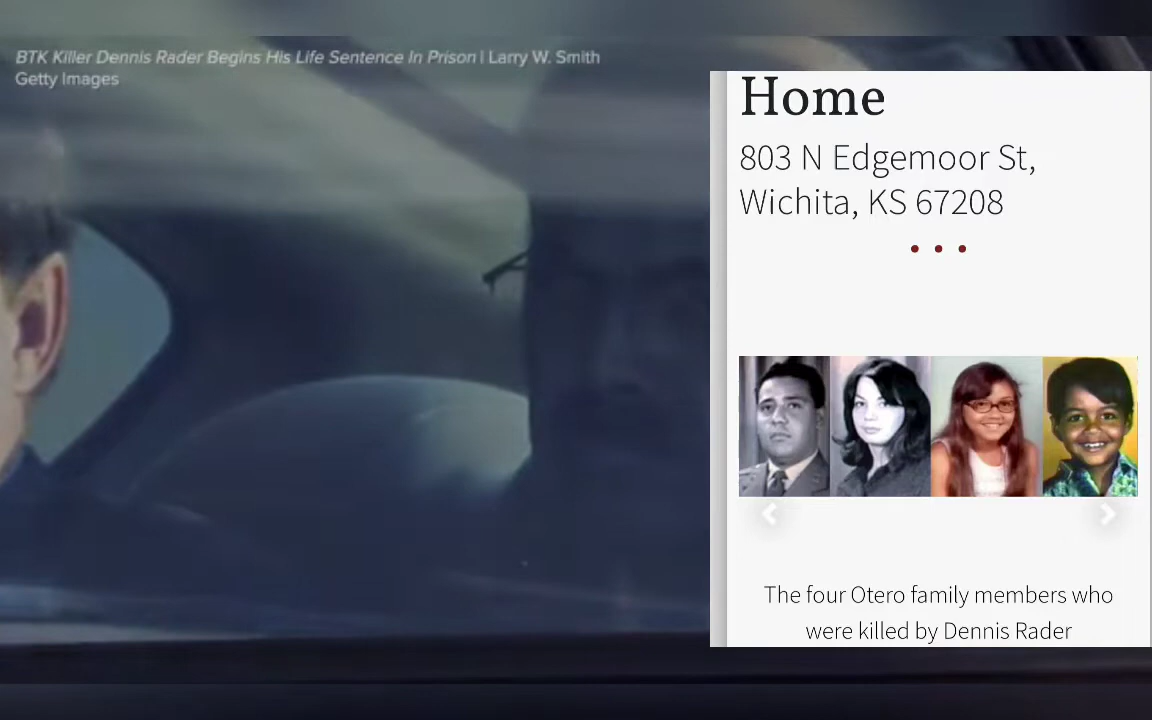 BTK Killer Dennis Rader Begins His Life Sentence In Prison | Larry W. Smith
Getty Images
Home
803 N Edgemoor St,
Wichita, KS 67208
The four Otero family members who
were killed by Dennis Rader